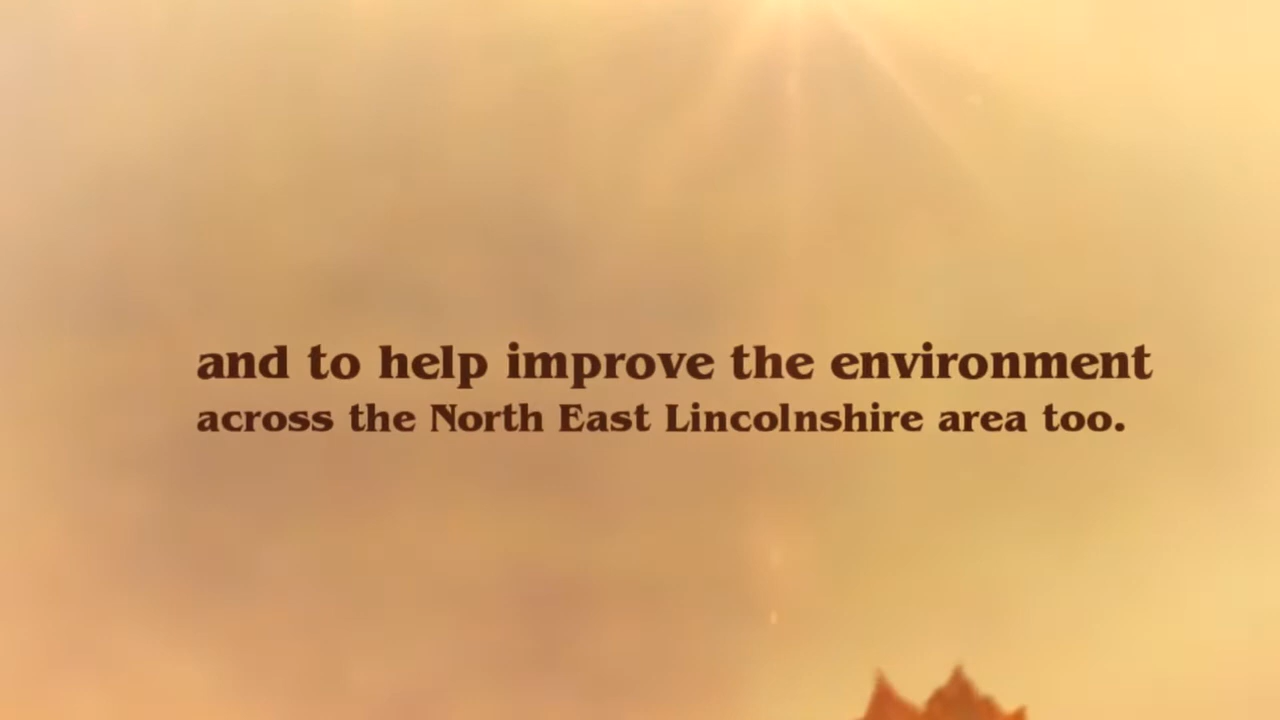 and to help improve the environment
across the North East Lincolnshire area too.